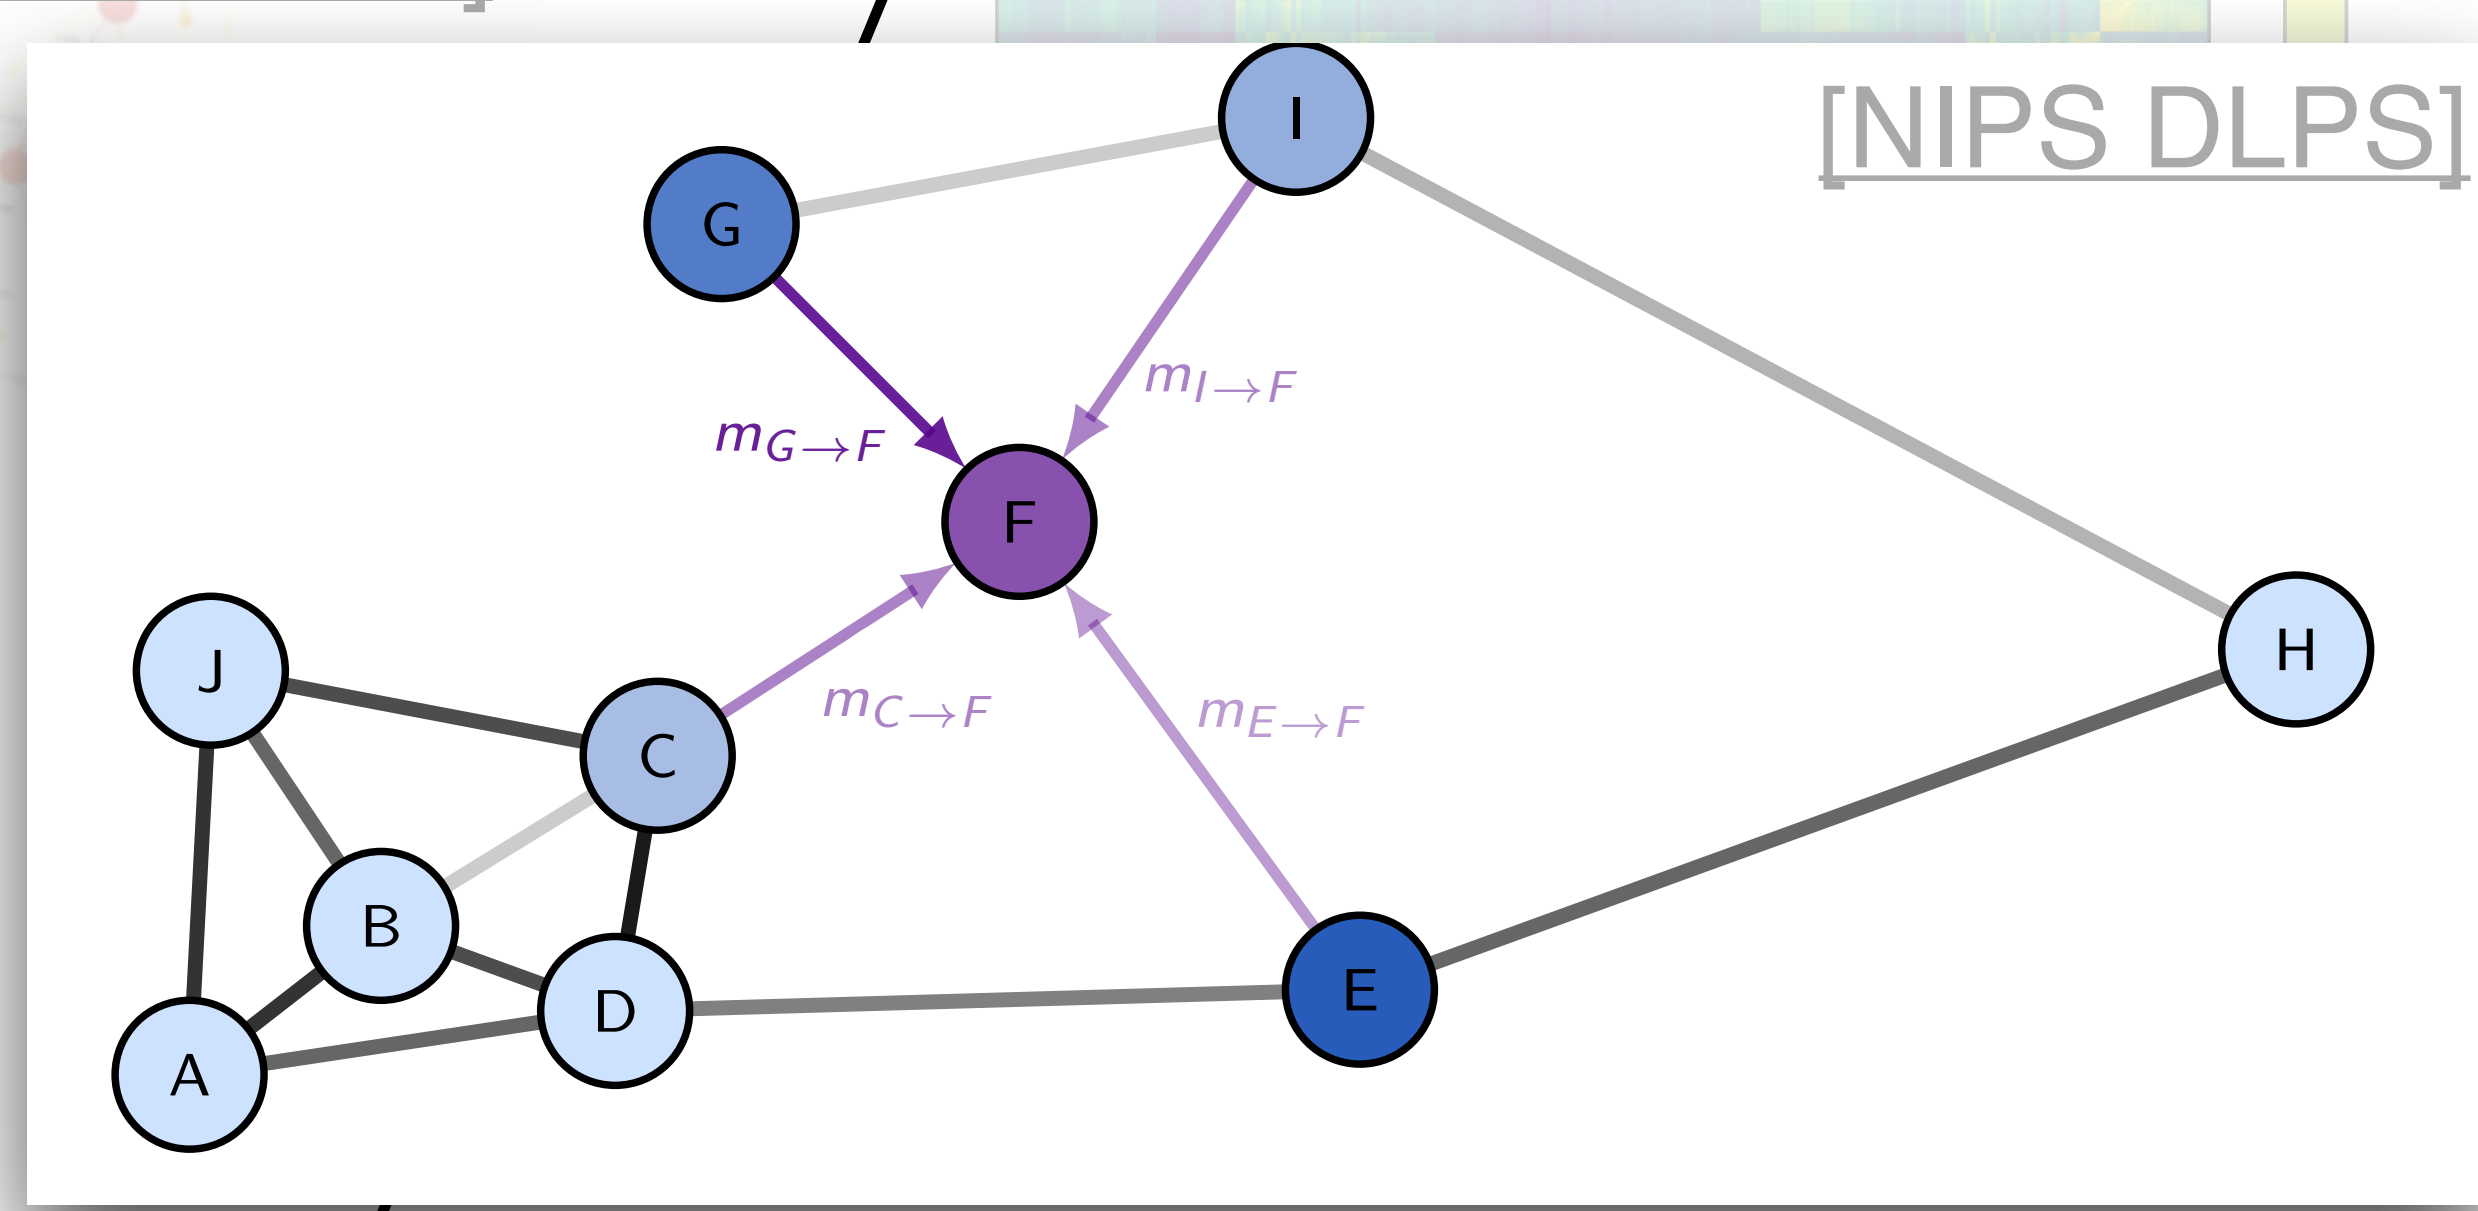 [NIPS DLPS]
I
G
m_{I→F}
m_{G→F}
F
J
H
C
m_{C→F}
m_{E→F}
B
E
D
A